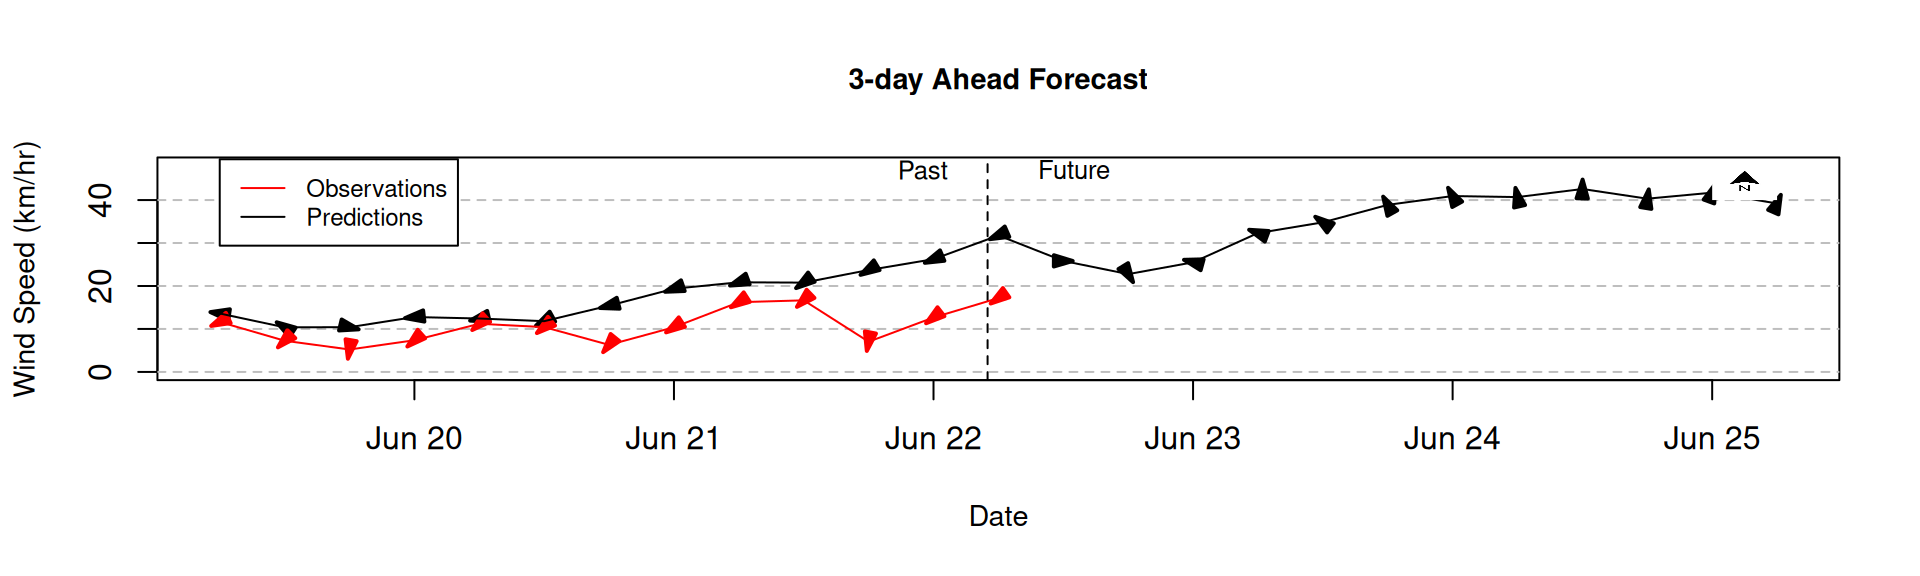 3-day Ahead Forecast
Wind Speed (km/hr)
Past Future
Observations
Predictions
40
20
0
N
Jun 20 Jun 21 Jun 22 Jun 23 Jun 24 Jun 25
Date